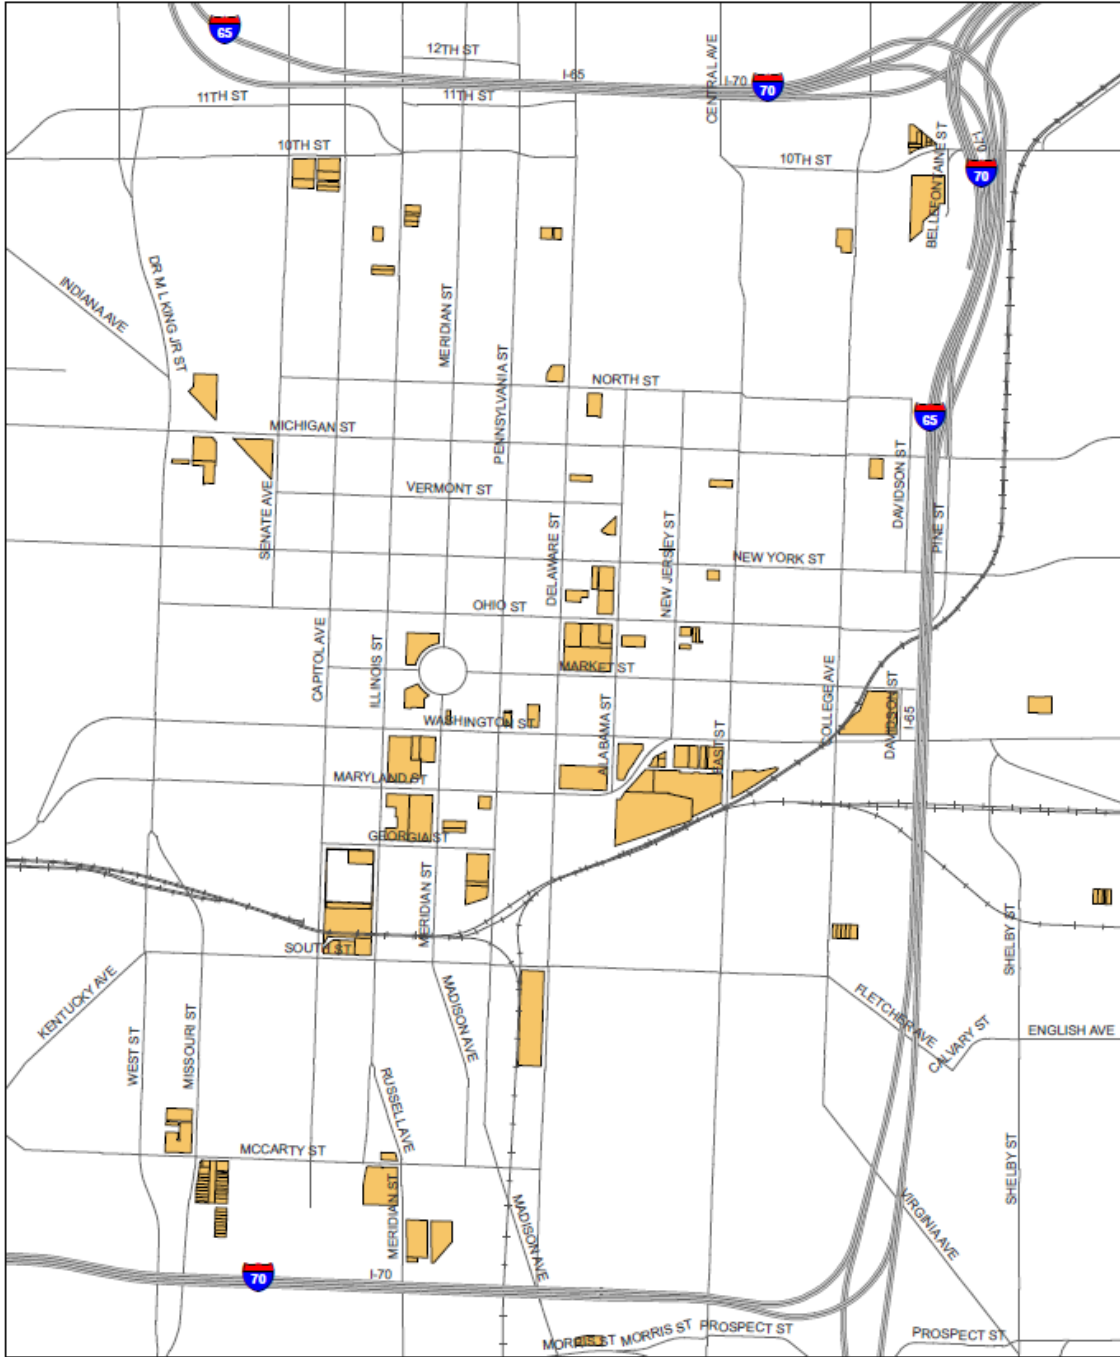 65
12TH ST
I-65
I-70
70
CENTRAL AVE
11TH ST
11TH ST
10TH ST
10TH ST
BELLEFONTAINE ST
I-70
70
INDIANA AVE
DR M L KING JR ST
MERIDIAN ST
PENNSYLVANIA ST
NORTH ST
65
MICHIGAN ST
VERMONT ST
SENATE AVE
DELAWARE ST
NEW JERSEY ST
DAVIDSON ST
PINE ST
NEW YORK ST
OHIO ST
CAPITOL AVE
ILLINOIS ST
MARKET ST
COLLEGE AVE
DAVIDSON ST
I-65
WASHINGTON ST
ALABAMA ST
EAST ST
MARYLAND ST
GEORGIA ST
MERIDIAN ST
SOUTH ST
SHELBY ST
KENTUCKY AVE
WEST ST
MISSOURI ST
MADISON AVE
FLETCHER AVE
CALVARY ST
ENGLISH AVE
RUSSELL AVE
MCCARTY ST
SHELBY ST
MERIDIAN ST
MADISON AVE
VIRGINIA AVE
70
I-70
MORRIS ST
MORRIS ST
PROSPECT ST
PROSPECT ST